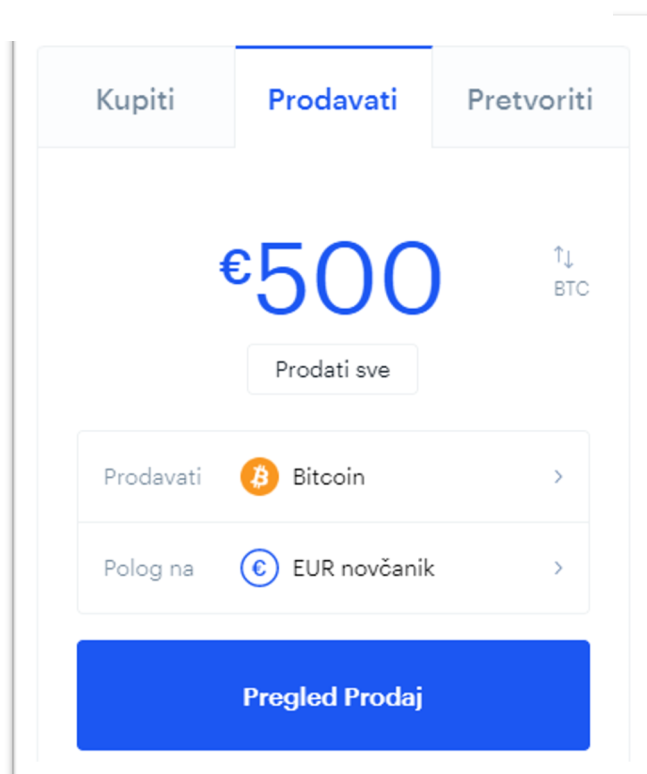 Kupiti Prodavati Pretvoriti
€500
BTC
Prodati sve
Prodavati Bitcoin
Polog na EUR novčanik
Pregled Prodaj